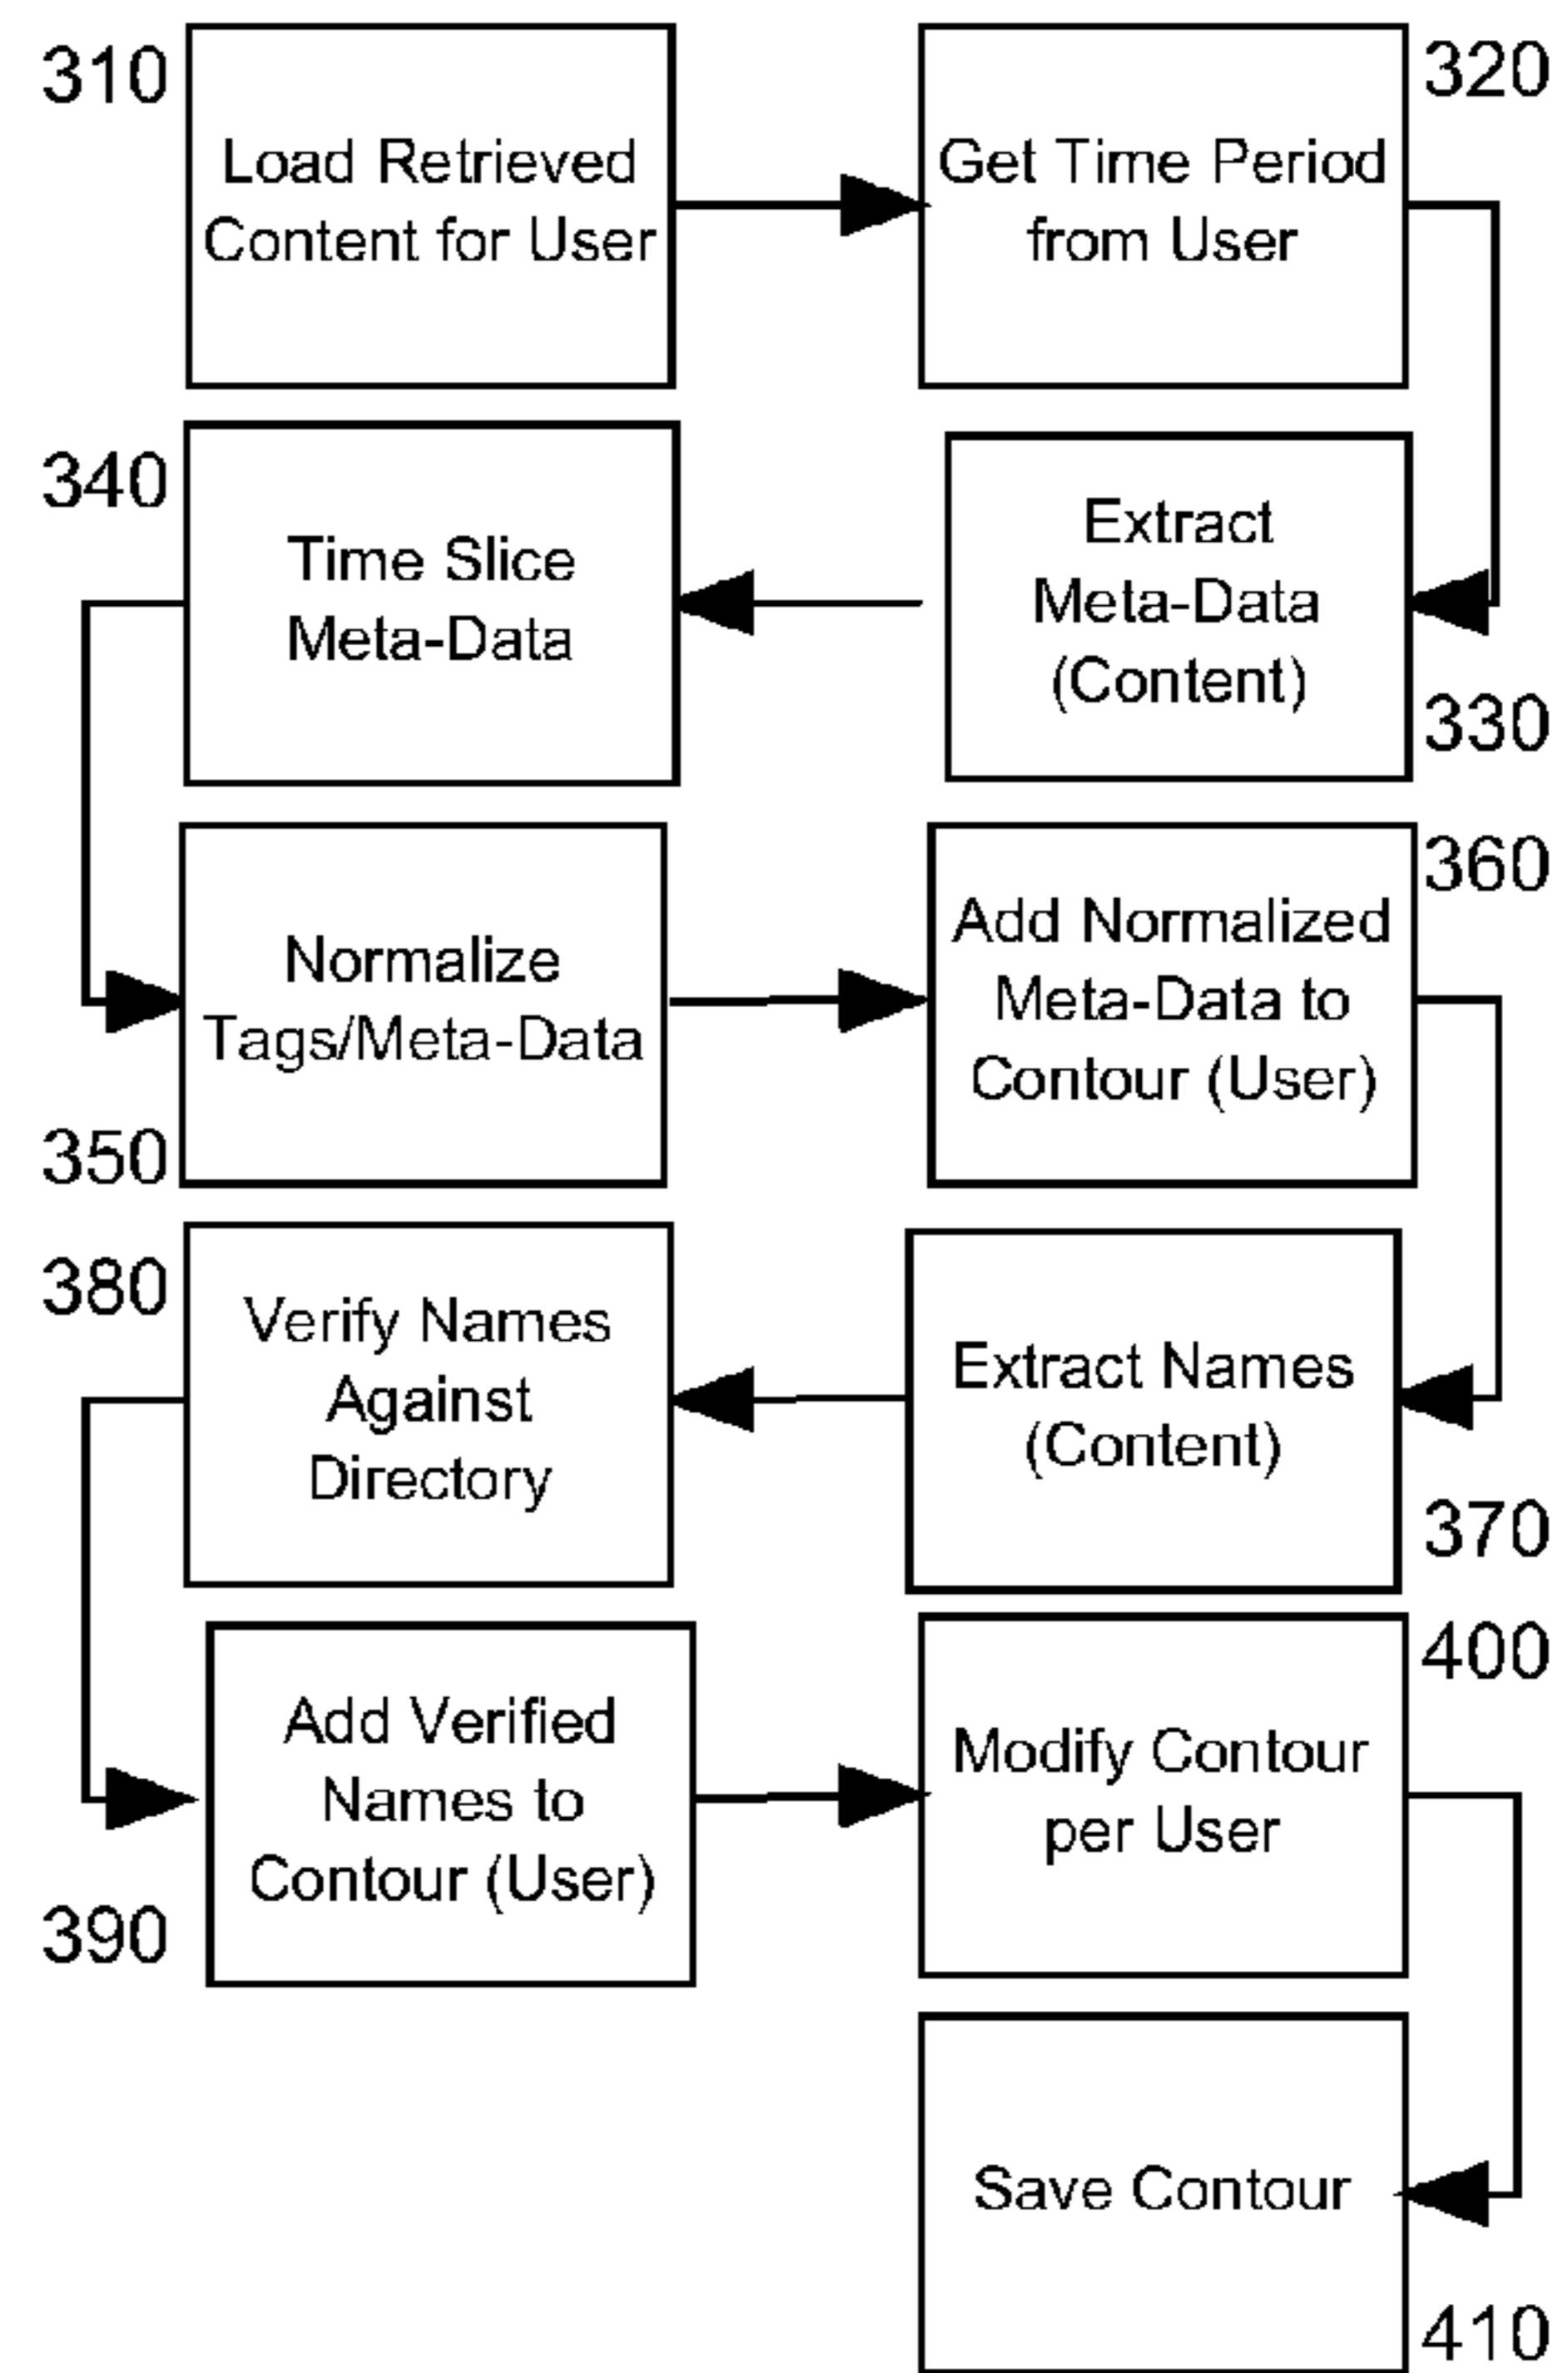 310
Load Retrieved
Content for User
320
Get Time Period
from User
340
Time Slice
Meta-Data
Extract
Meta-Data
(Content)
330
Normalize
Tags/Meta-Data
350
360
Add Normalized
Meta-Data to
Contour (User)
380
Verify Names
Against
Directory
Extract Names
(Content)
370
Add Verified
Names to
Contour (User)
390
400
Modify Contour
per User
Save Contour
410